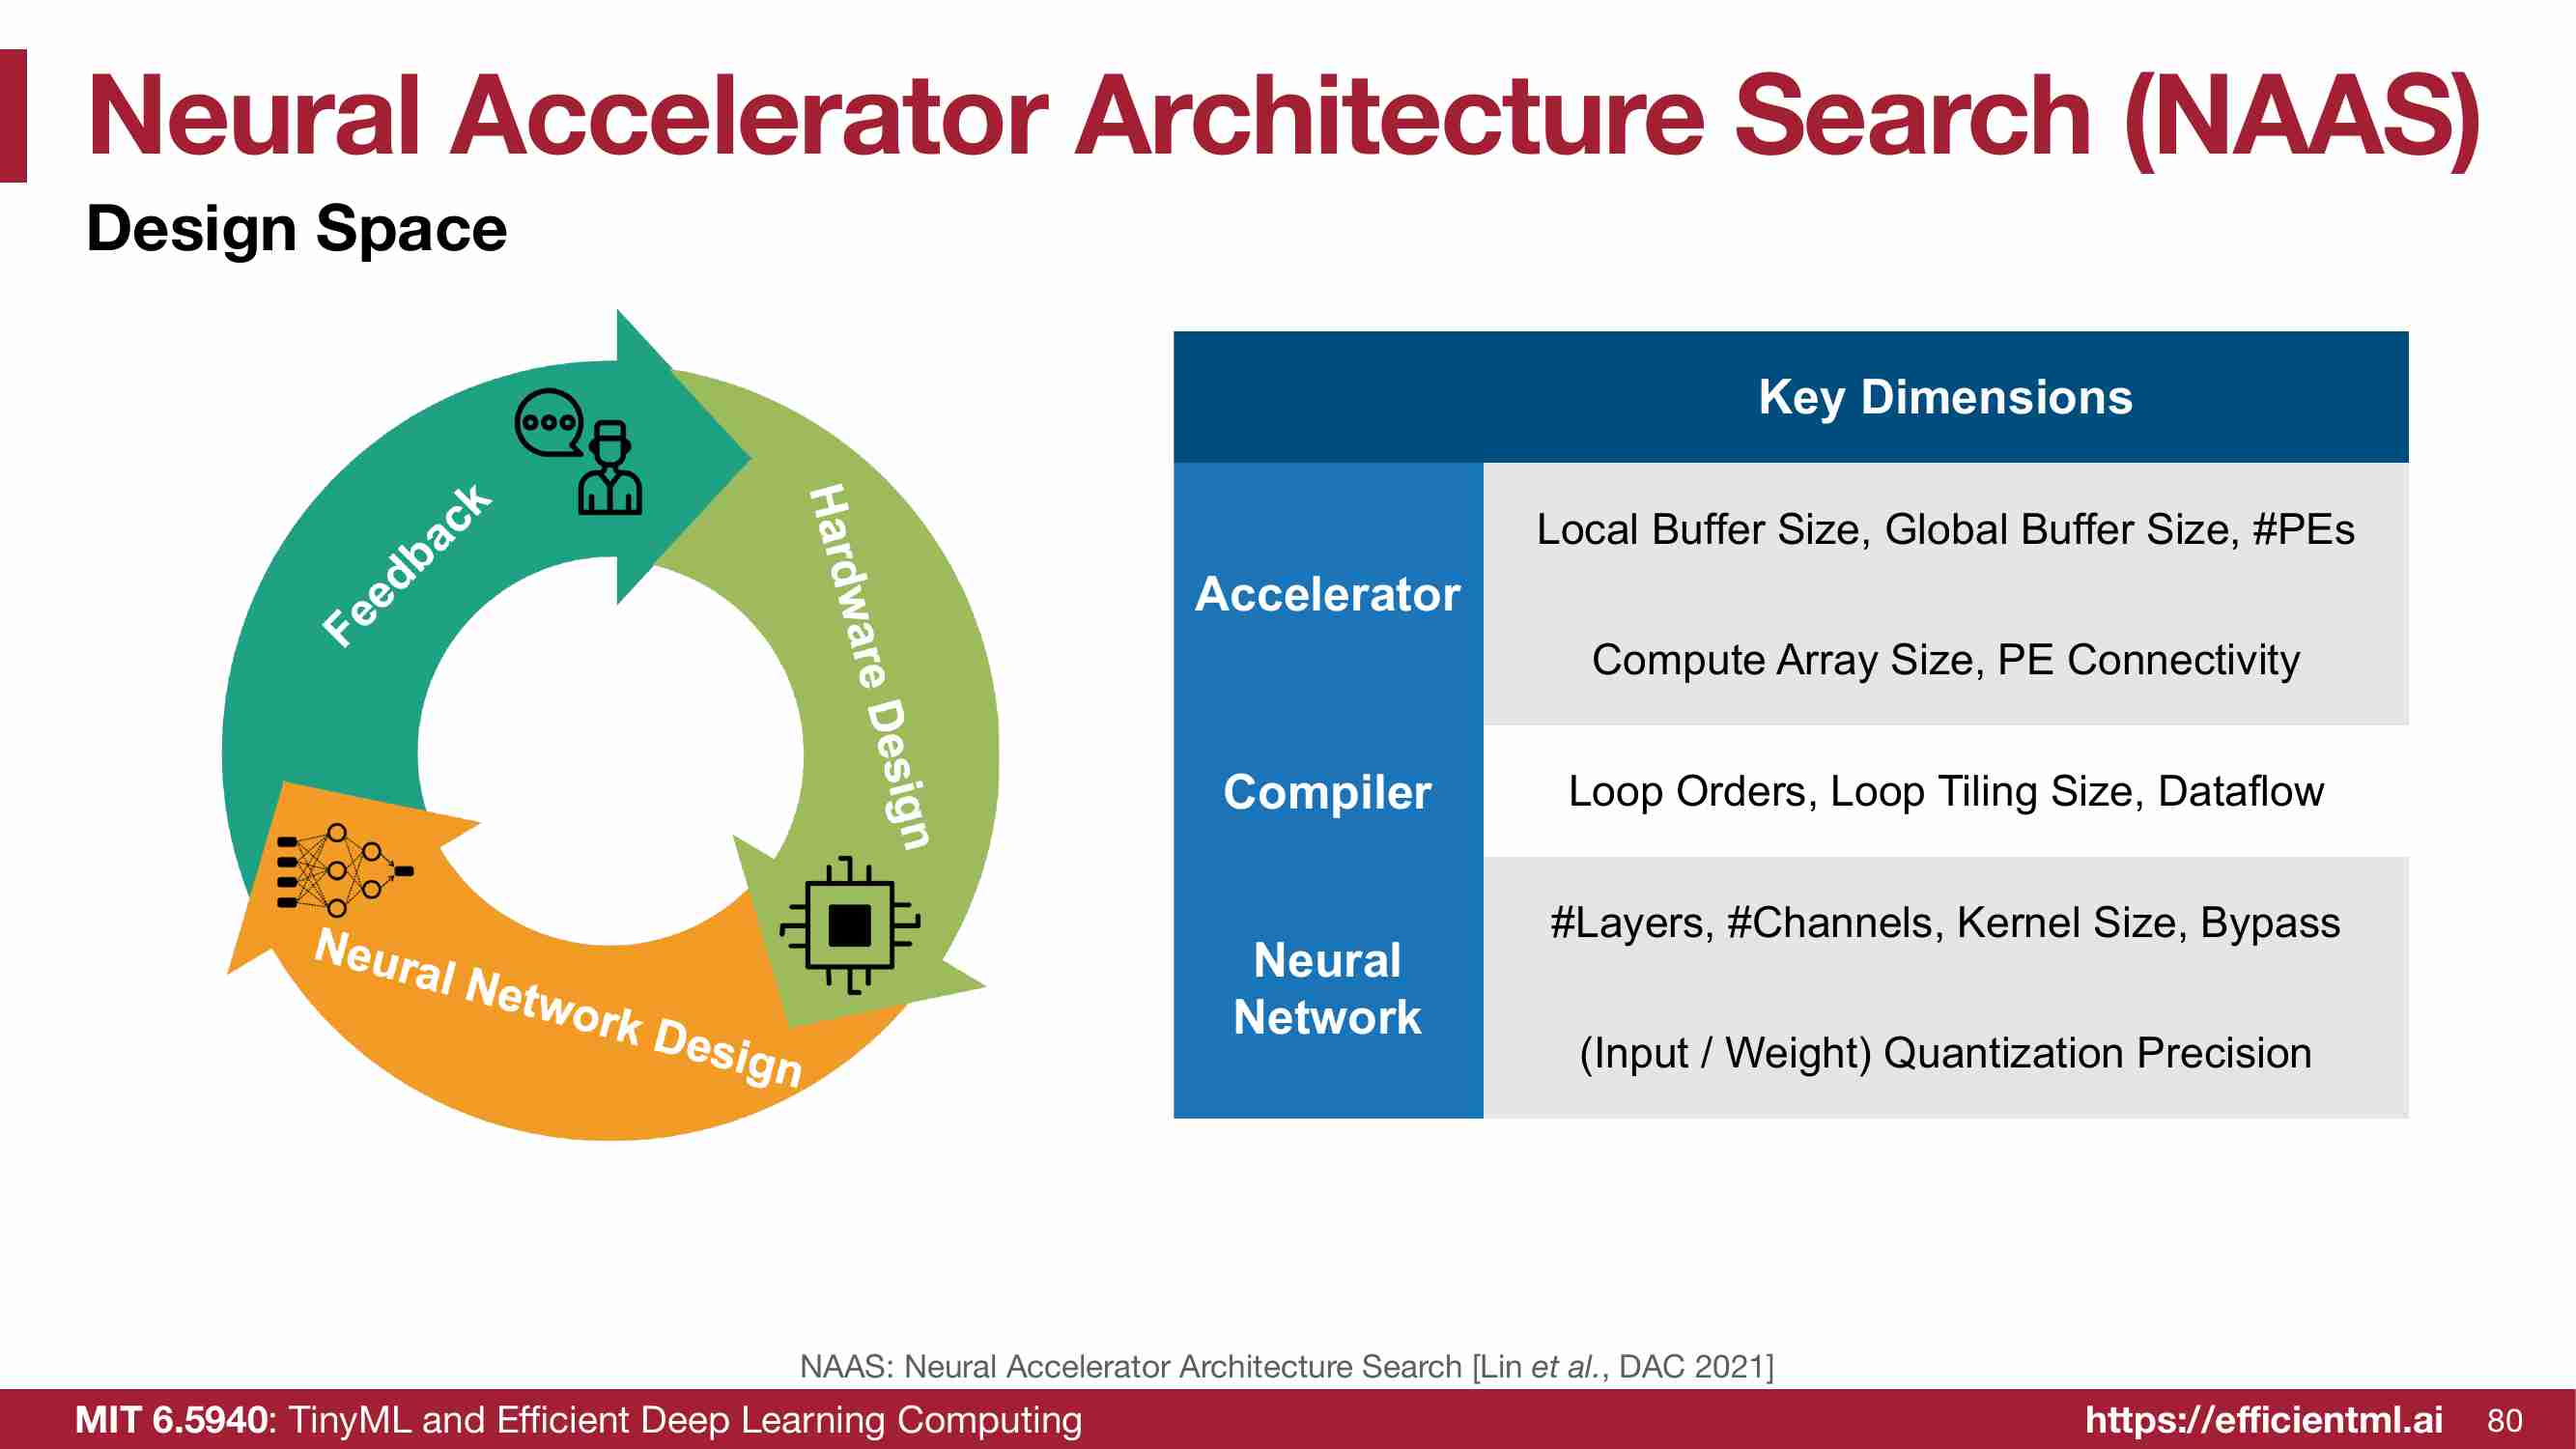 Neural Accelerator Architecture Search (NAAS)
Design Space
Feedback
Hardware Design
Neural Network Design
Key Dimensions
Accelerator
Local Buffer Size, Global Buffer Size, #PEs
Compute Array Size, PE Connectivity
Compiler
Loop Orders, Loop Tiling Size, Dataflow
Neural
Network
#Layers, #Channels, Kernel Size, Bypass
(Input / Weight) Quantization Precision
NAAS: Neural Accelerator Architecture Search [Lin et al., DAC 2021]
MIT 6.5940: TinyML and Efficient Deep Learning Computing
https://efficientml.ai
80